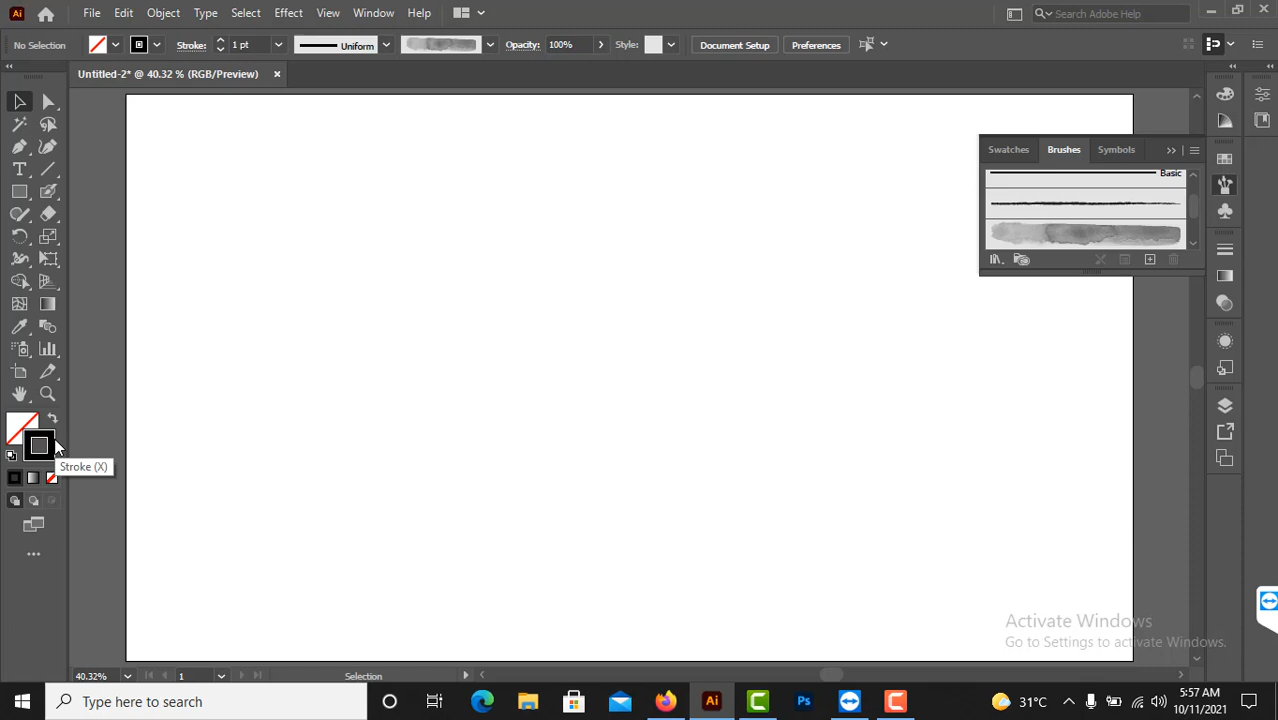 Ai File Edit Object Type Select Effect View Window Help Search Adobe Help
No Selection Stroke: 1 pt Uniform Opacity: 100% Style: Document Setup Preferences
Untitled-2* @ 40.32 % (RGB/Preview)
Swatches Brushes Symbols
Basic
T
Stroke (X)
Activate Windows
Go to Settings to activate Windows.
40.32% 1 Selection
Type here to search Ai Ps 31°C 5:57 AM
10/11/2021